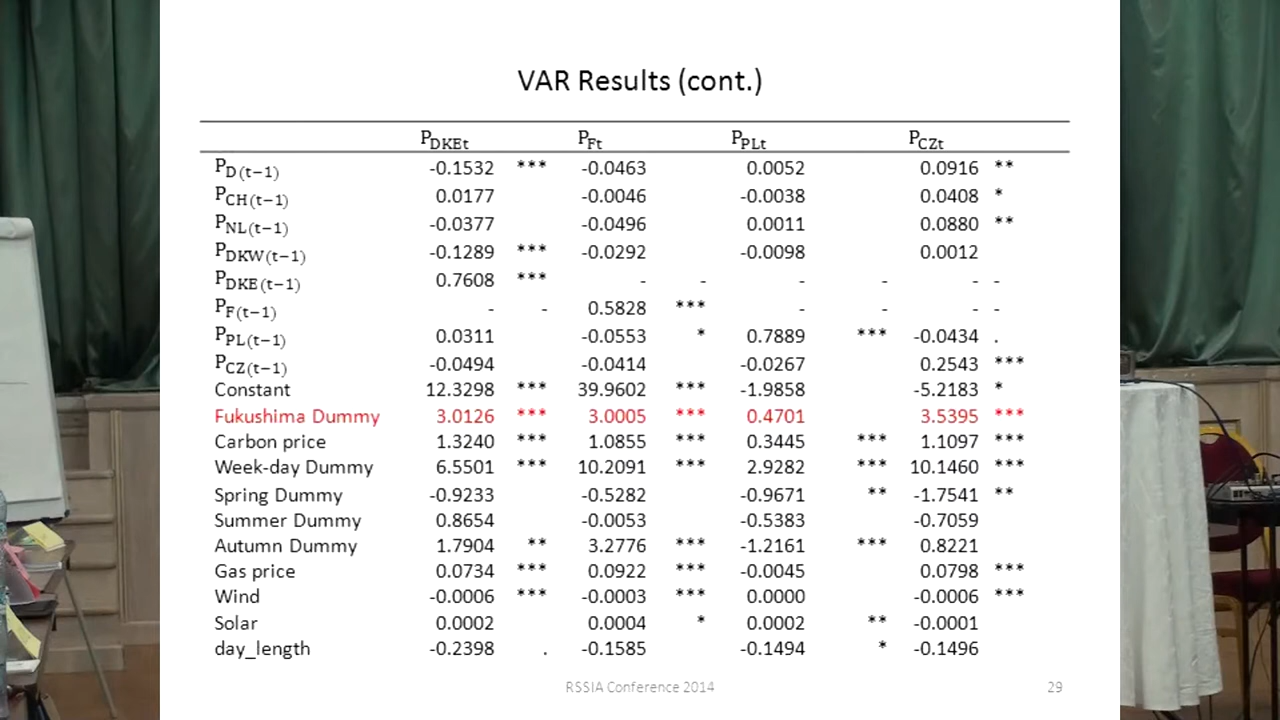 VAR Results (cont.)
P_DKEt P_Ft P_PLt P_CZt
P_D(t−1) -0.1532 *** -0.0463 0.0052 0.0916 **
P_CH(t−1) 0.0177 -0.0046 -0.0038 0.0408 *
P_NL(t−1) -0.0377 -0.0496 0.0011 0.0880 **
P_DKW(t−1) -0.1289 *** -0.0292 -0.0098 0.0012
P_DKE(t−1) 0.7608 *** - - - - - -
P_F(t−1) - - 0.5828 *** - - - -
P_PL(t−1) 0.0311 -0.0553 * 0.7889 *** -0.0434 .
P_CZ(t−1) -0.0494 -0.0414 -0.0267 0.2543 ***
Constant 12.3298 *** 39.9602 *** -1.9858 -5.2183 *
Fukushima Dummy 3.0126 *** 3.0005 *** 0.4701 3.5395 ***
Carbon price 1.3240 *** 1.0855 *** 0.3445 *** 1.1097 ***
Week-day Dummy 6.5501 *** 10.2091 *** 2.9282 *** 10.1460 ***
Spring Dummy -0.9233 -0.5282 -0.9671 ** -1.7541 **
Summer Dummy 0.8654 -0.0053 -0.5383 -0.7059
Autumn Dummy 1.7904 ** 3.2776 *** -1.2161 *** 0.8221
Gas price 0.0734 *** 0.0922 *** -0.0045 0.0798 ***
Wind -0.0006 *** -0.0003 *** 0.0000 -0.0006 ***
Solar 0.0002 0.0004 * 0.0002 ** -0.0001
day_length -0.2398 . -0.1585 -0.1494 * -0.1496
RSSIA Conference 2014 29